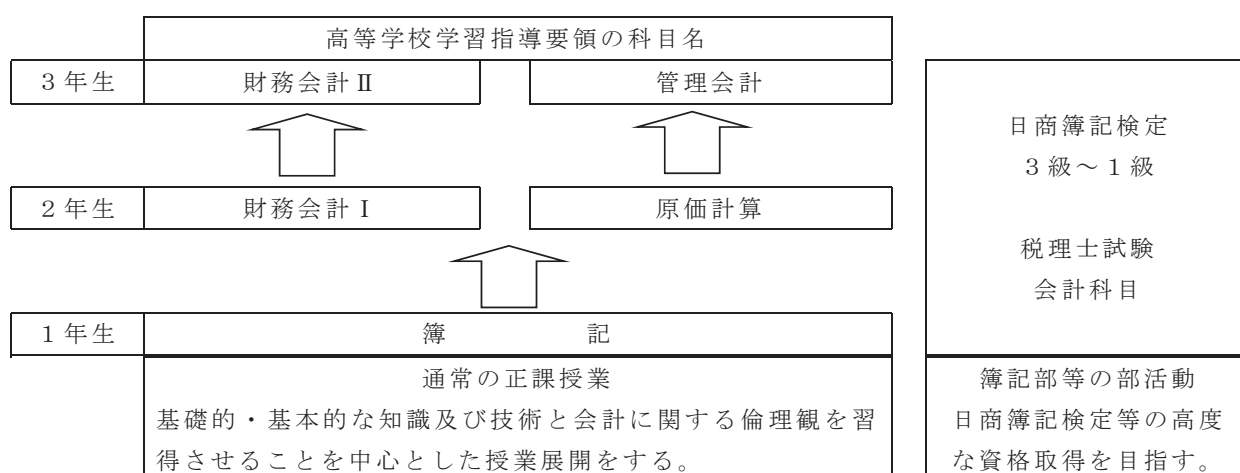 高等学校学習指導要領の科目名
3年生 財務会計Ⅱ 管理会計
2年生 財務会計Ⅰ 原価計算
1年生 簿 記
通常の正課授業
基礎的・基本的な知識及び技術と会計に関する倫理観を習
得させることを中心とした授業展開をする。
日商簿記検定
3級～1級
税理士試験
会計科目
簿記部等の部活動
日商簿記検定等の高度
な資格取得を目指す。